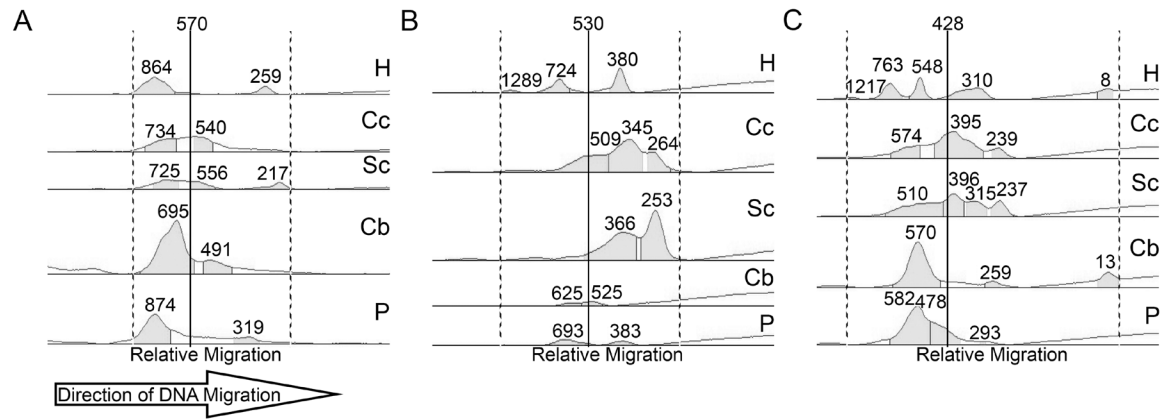 A
570
864
259
H
734
540
Cc
725
556
217
Sc
695
491
Cb
874
319
P
Relative Migration
Direction of DNA Migration
B
530
1289
724
380
H
509
345
264
Cc
366
253
Sc
625
525
Cb
693
383
P
Relative Migration
C
428
1217
763
548
310
8
H
574
395
239
Cc
510
396
315
237
Sc
570
259
13
Cb
582
478
293
P
Relative Migration